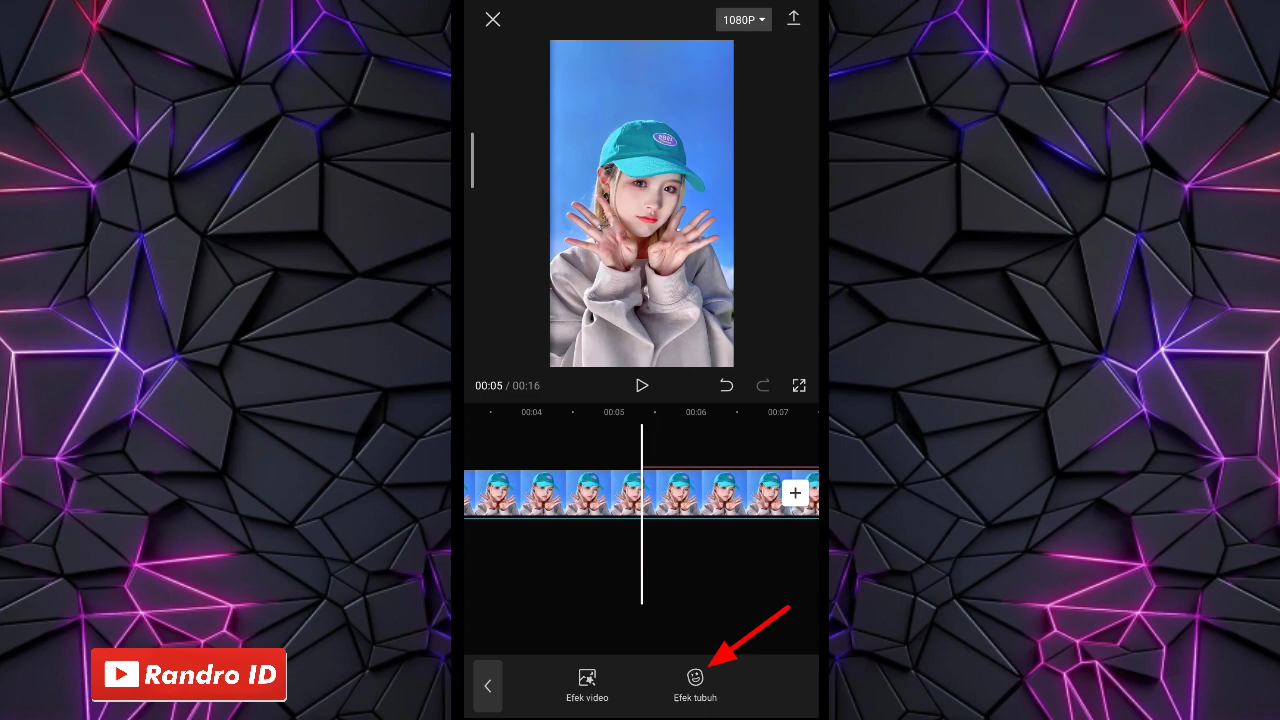 1080P
00:05 / 00:16
00:04
00:05
00:06
00:07
Efek video
Efek tubuh
Randro ID